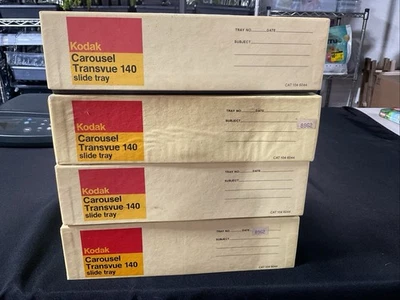 Kodak
Carousel
Transvue 140
slide tray
TRAY NO. DATE
SUBJECT
Kodak
Carousel
Transvue 140
slide tray
TRAY NO. DATE
SUBJECT
Kodak
Carousel
Transvue 140
slide tray
TRAY NO. DATE
SUBJECT
Kodak
Carousel
Transvue 140
slide tray
TRAY NO. DATE
SUBJECT